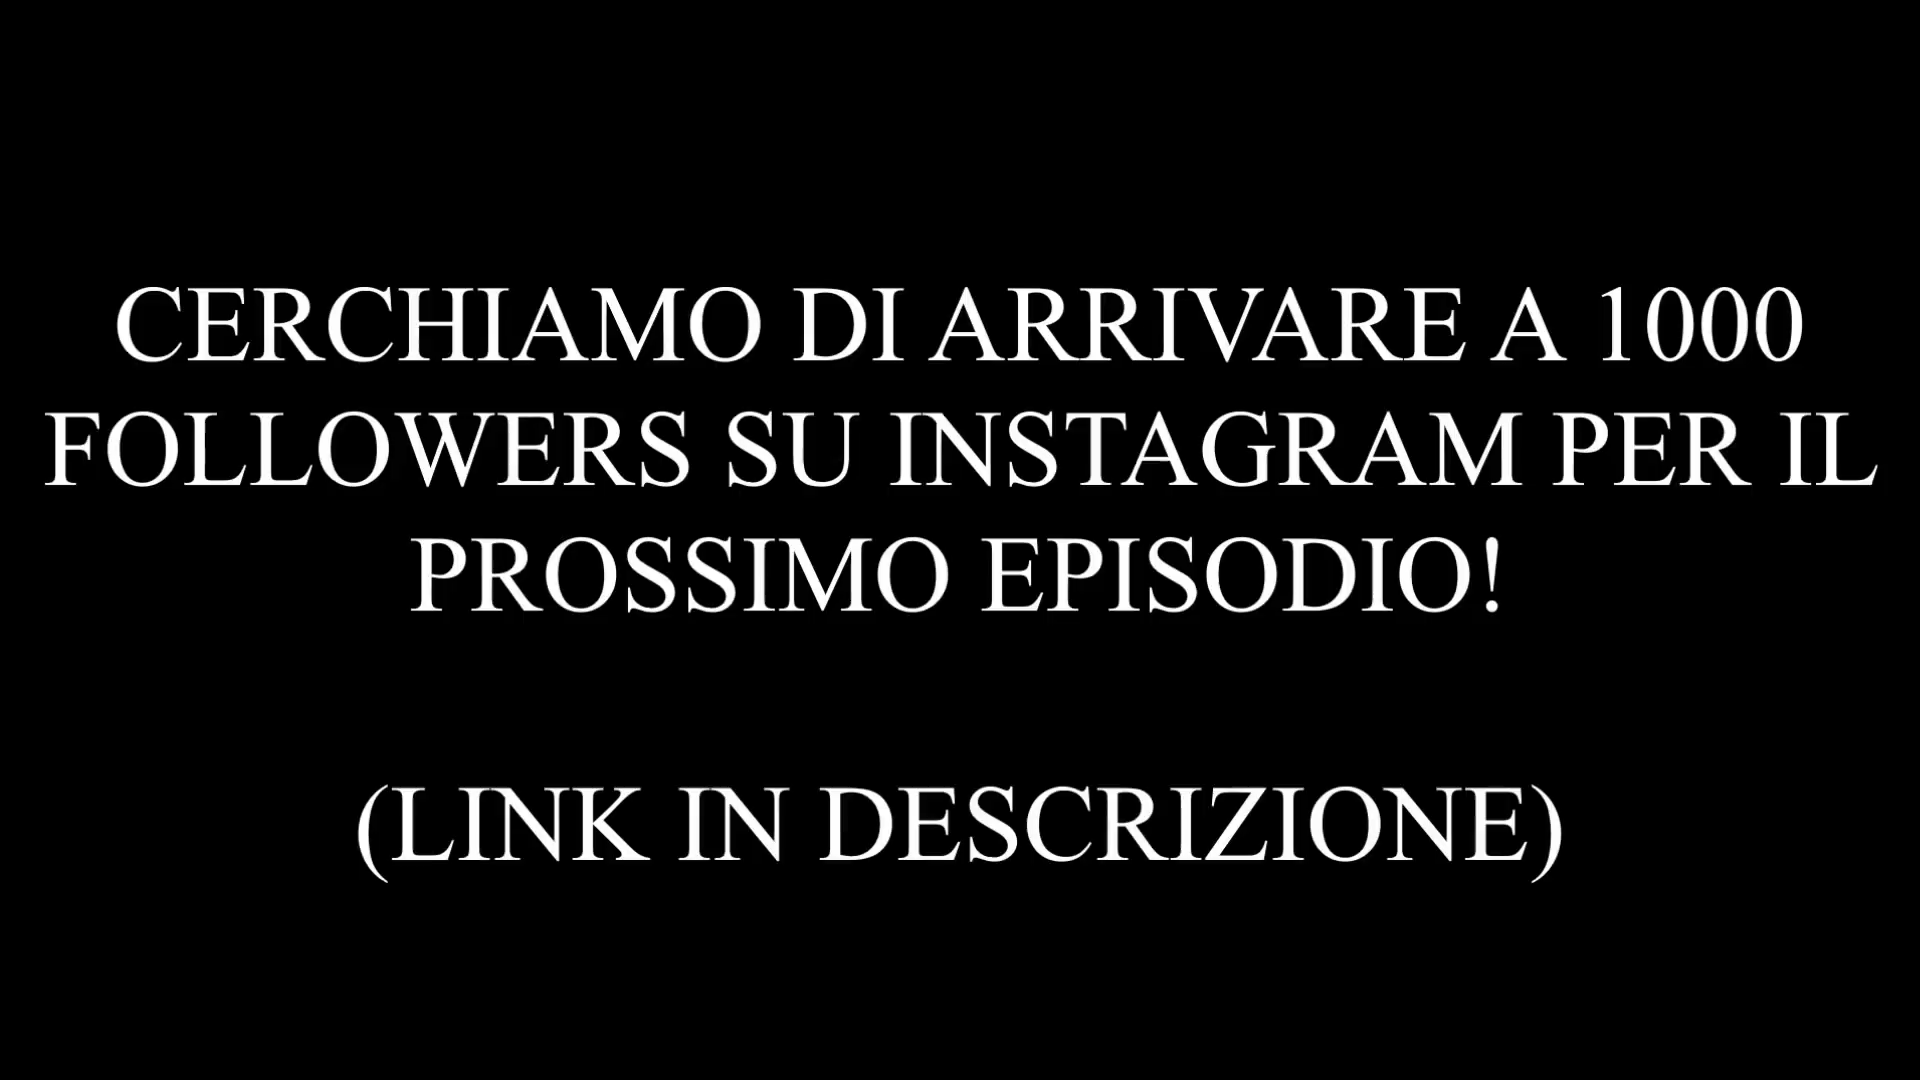 CERCHIAMO DI ARRIVARE A 1000
FOLLOWERS SU INSTAGRAM PER IL
PROSSIMO EPISODIO!
(LINK IN DESCRIZIONE)